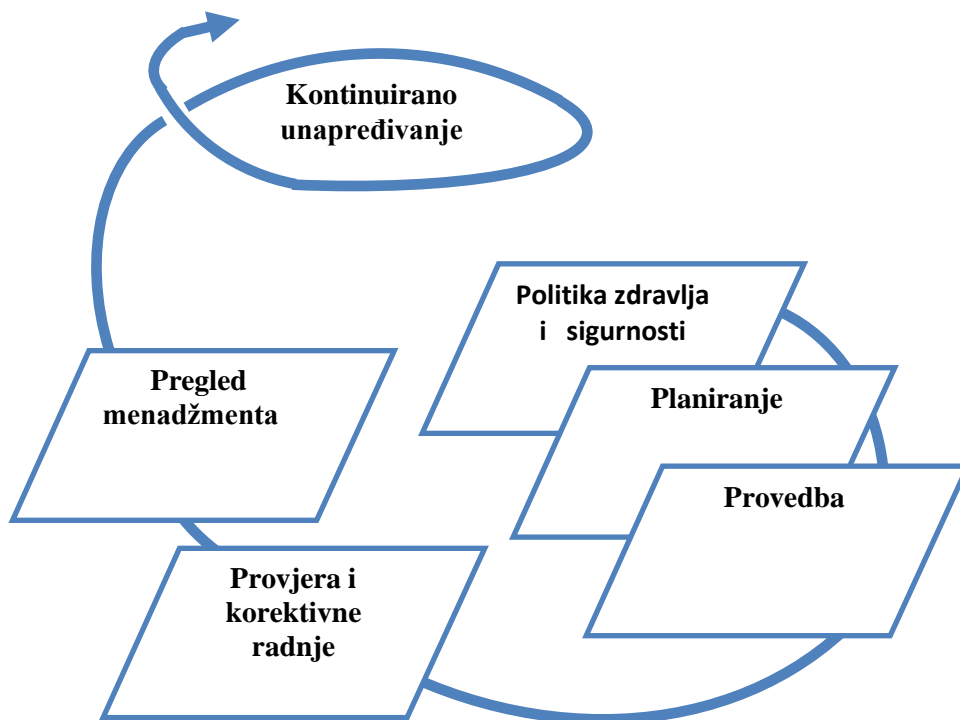 Kontinuirano
unapređivanje
Politika zdravlja
i sigurnosti
Pregled
menadžmenta
Planiranje
Provedba
Provjera i
korektivne
radnje